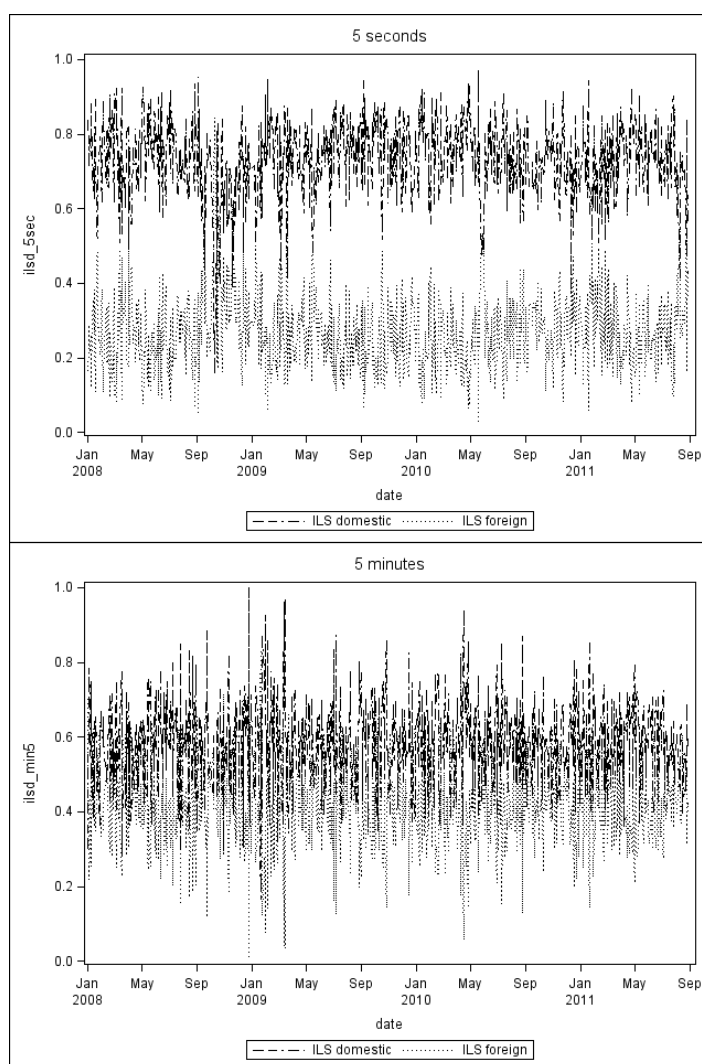 5 seconds
ilsd_5sec
1.0
0.8
0.6
0.4
0.2
0.0
Jan May Sep Jan May Sep Jan May Sep Jan May Sep
2008 2009 2010 2011
date
ILS domestic ILS foreign
5 minutes
ilsd_min5
1.0
0.8
0.6
0.4
0.2
0.0
Jan May Sep Jan May Sep Jan May Sep Jan May Sep
2008 2009 2010 2011
date
ILS domestic ILS foreign